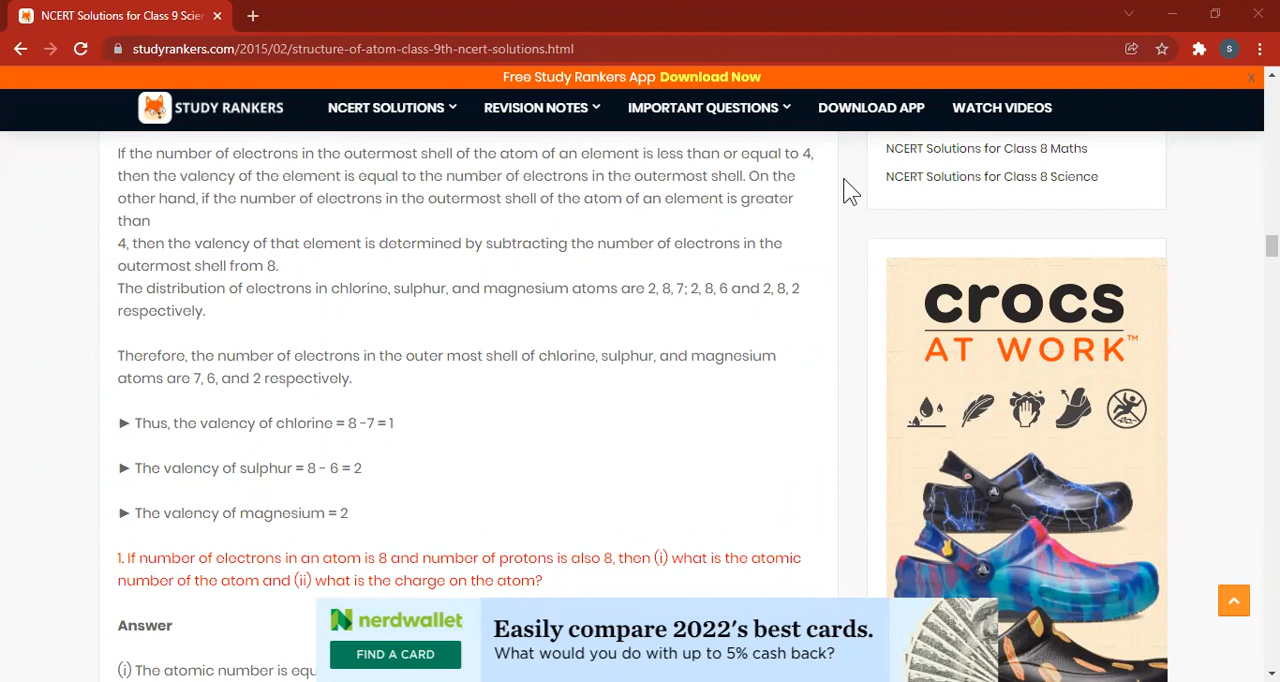 NCERT Solutions for Class 9 Scie
studyrankers.com/2015/02/structure-of-atom-class-9th-ncert-solutions.html
S
Free Study Rankers App Download Now
X
STUDY RANKERS
NCERT SOLUTIONS
REVISION NOTES
IMPORTANT QUESTIONS
DOWNLOAD APP
WATCH VIDEOS
If the number of electrons in the outermost shell of the atom of an element is less than or equal to 4,
then the valency of the element is equal to the number of electrons in the outermost shell. On the
other hand, if the number of electrons in the outermost shell of the atom of an element is greater
than
4, then the valency of that element is determined by subtracting the number of electrons in the
outermost shell from 8.
The distribution of electrons in chlorine, sulphur, and magnesium atoms are 2, 8, 7; 2, 8, 6 and 2, 8, 2
respectively.
Therefore, the number of electrons in the outer most shell of chlorine, sulphur, and magnesium
atoms are 7, 6, and 2 respectively.
► Thus, the valency of chlorine = 8 -7 = 1
► The valency of sulphur = 8 - 6 = 2
► The valency of magnesium = 2
1. If number of electrons in an atom is 8 and number of protons is also 8, then (i) what is the atomic
number of the atom and (ii) what is the charge on the atom?
Answer
(i) The atomic number is equ
NCERT Solutions for Class 8 Maths
NCERT Solutions for Class 8 Science
crocs
AT WORK™
nerdwallet
FIND A CARD
Easily compare 2022's best cards.
What would you do with up to 5% cash back?